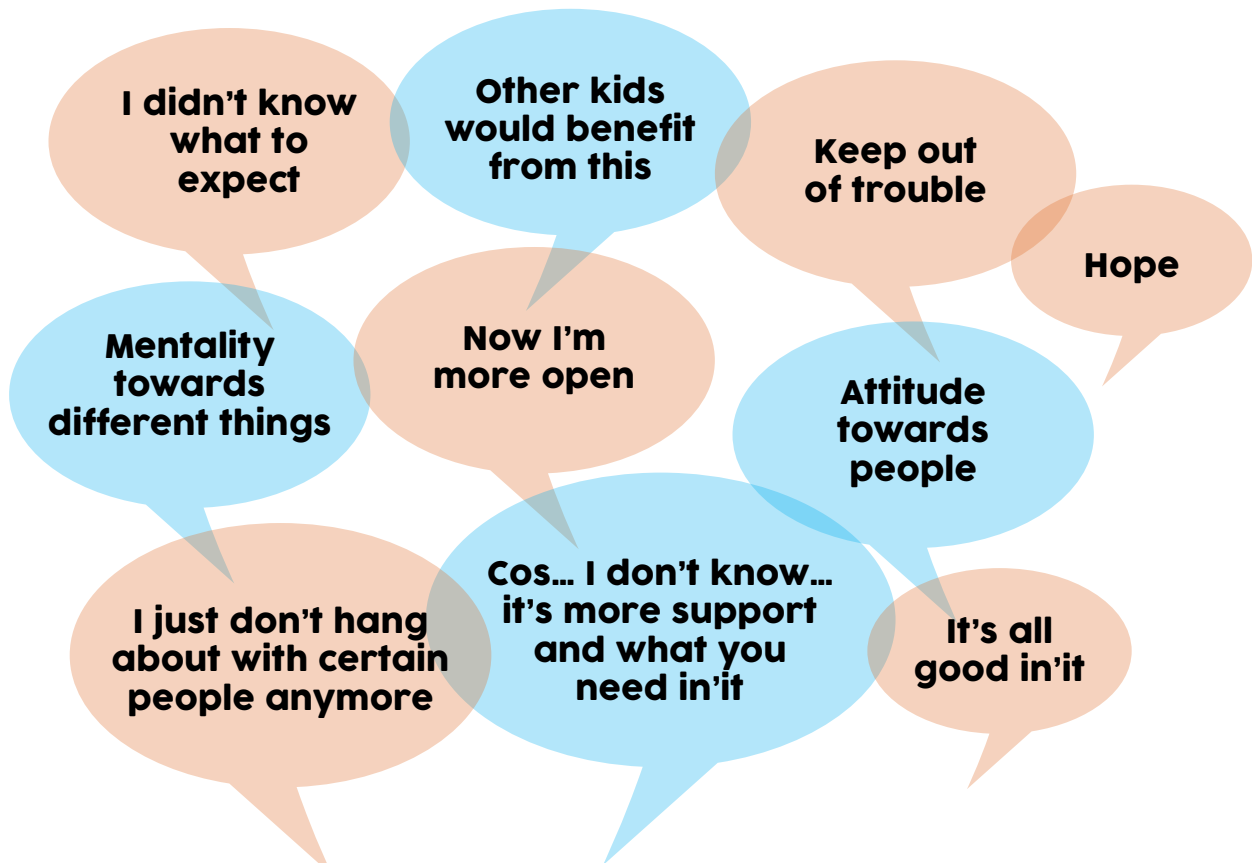 I didn’t know
what to
expect
Other kids
would benefit
from this
Keep out
of trouble
Hope
Mentality
towards
different things
Now I’m
more open
Attitude
towards
people
I just don’t hang
about with certain
people anymore
Cos... I don’t know...
it’s more support
and what you
need in’it
It’s all
good in’it